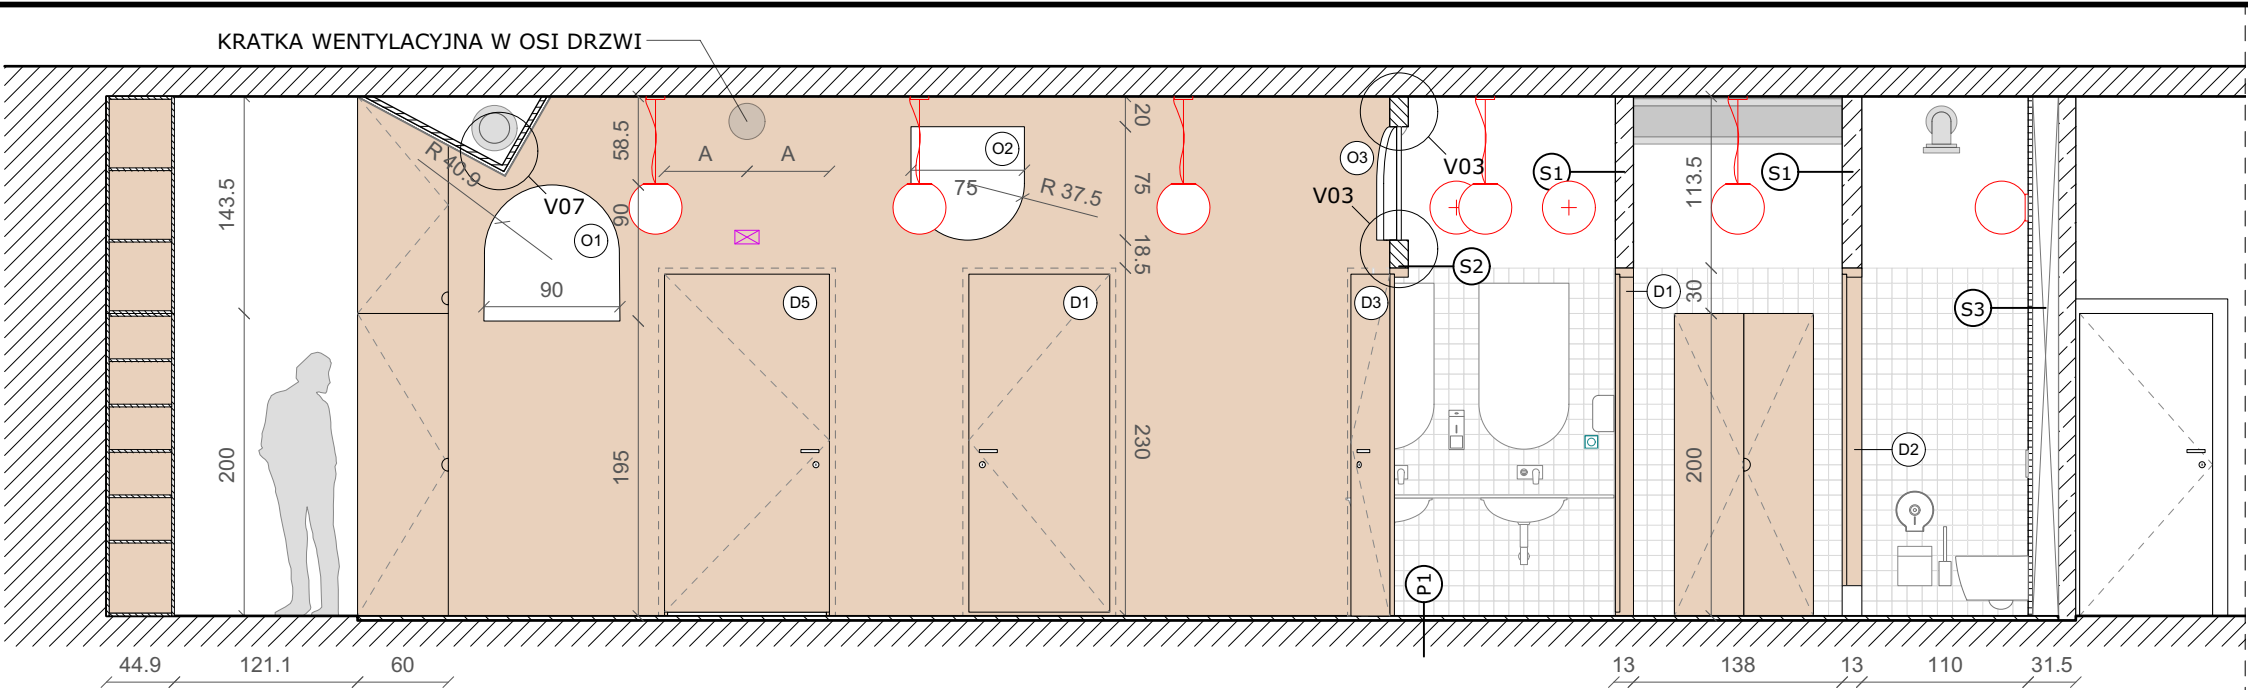 KRATKA WENTYLACYJNA W OSI DRZWI
143.5
200
R 40.9
V07
O1
90
58.5
90
195
A
A
D5
O2
75
R 37.5
D1
20
75
18.5
230
O3
V03
V03
D3
S2
P1
S1
D1
113.5
30
200
S1
D2
S3
44.9
121.1
60
13
138
13
110
31.5